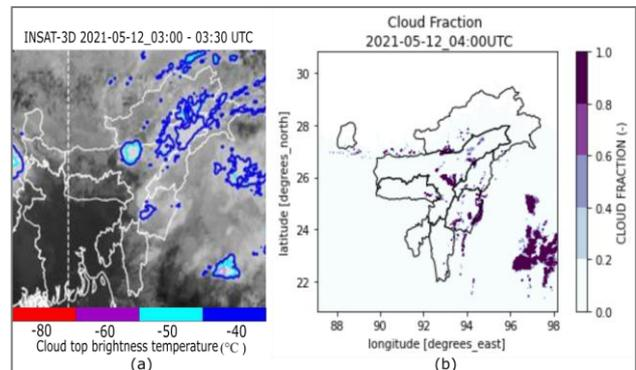 INSAT-3D 2021-05-12_03:00 - 03:30 UTC
-80 -60 -50 -40
Cloud top brightness temperature(°C)
(a)
Cloud Fraction
2021-05-12_04:00UTC
latitude [degrees_north]
30
28
26
24
22
88 90 92 94 96 98
longitude [degrees_east]
1.0
0.8
0.6
0.4
0.2
0.0
CLOUD FRACTION (-)
(b)